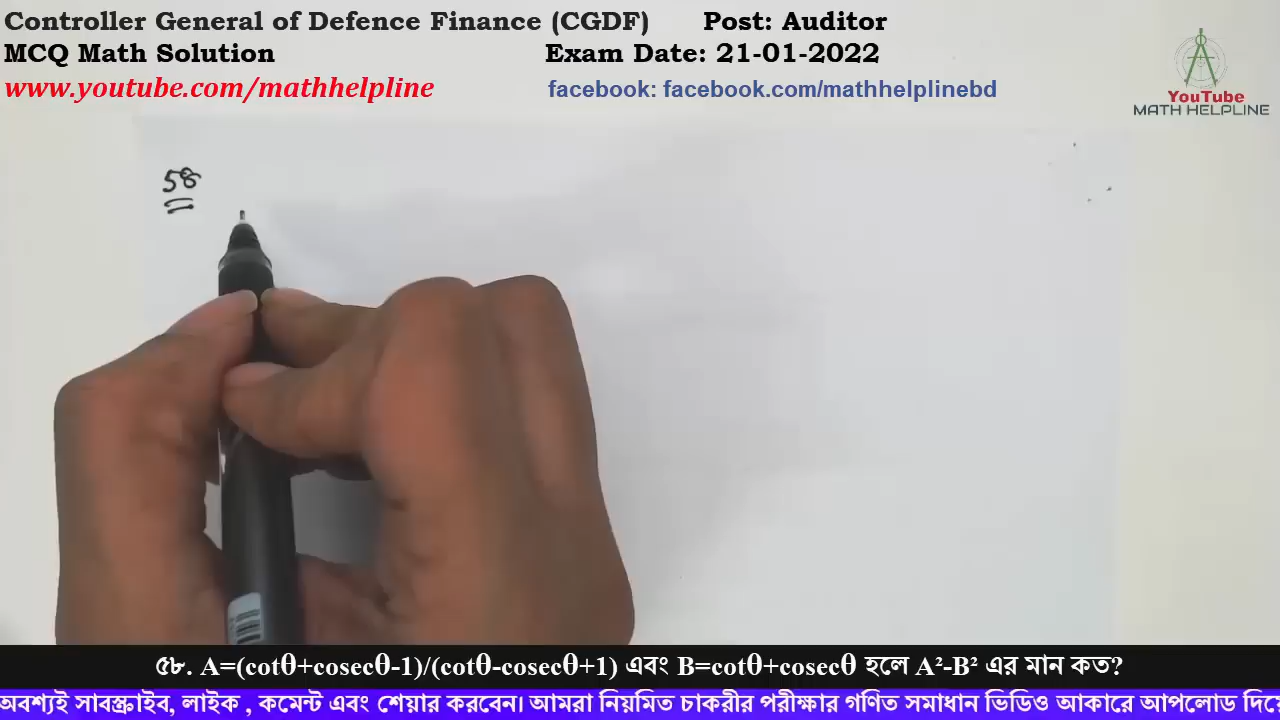 Controller General of Defence Finance (CGDF) Post: Auditor
MCQ Math Solution Exam Date: 21-01-2022
www.youtube.com/mathhelpline facebook: facebook.com/mathhelplinebd
YouTube
MATH HELPLINE
58
৫৮. A=(cotθ+cosecθ-1)/(cotθ-cosecθ+1) এবং B=cotθ+cosecθ হলে A²-B² এর মান কত?
অবশ্যই সাবস্ক্রাইব, লাইক , কমেন্ট এবং শেয়ার করবেন। আমরা নিয়মিত চাকরীর পরীক্ষার গণিত সমাধান ভিডিও আকারে আপলোড দিয়ে